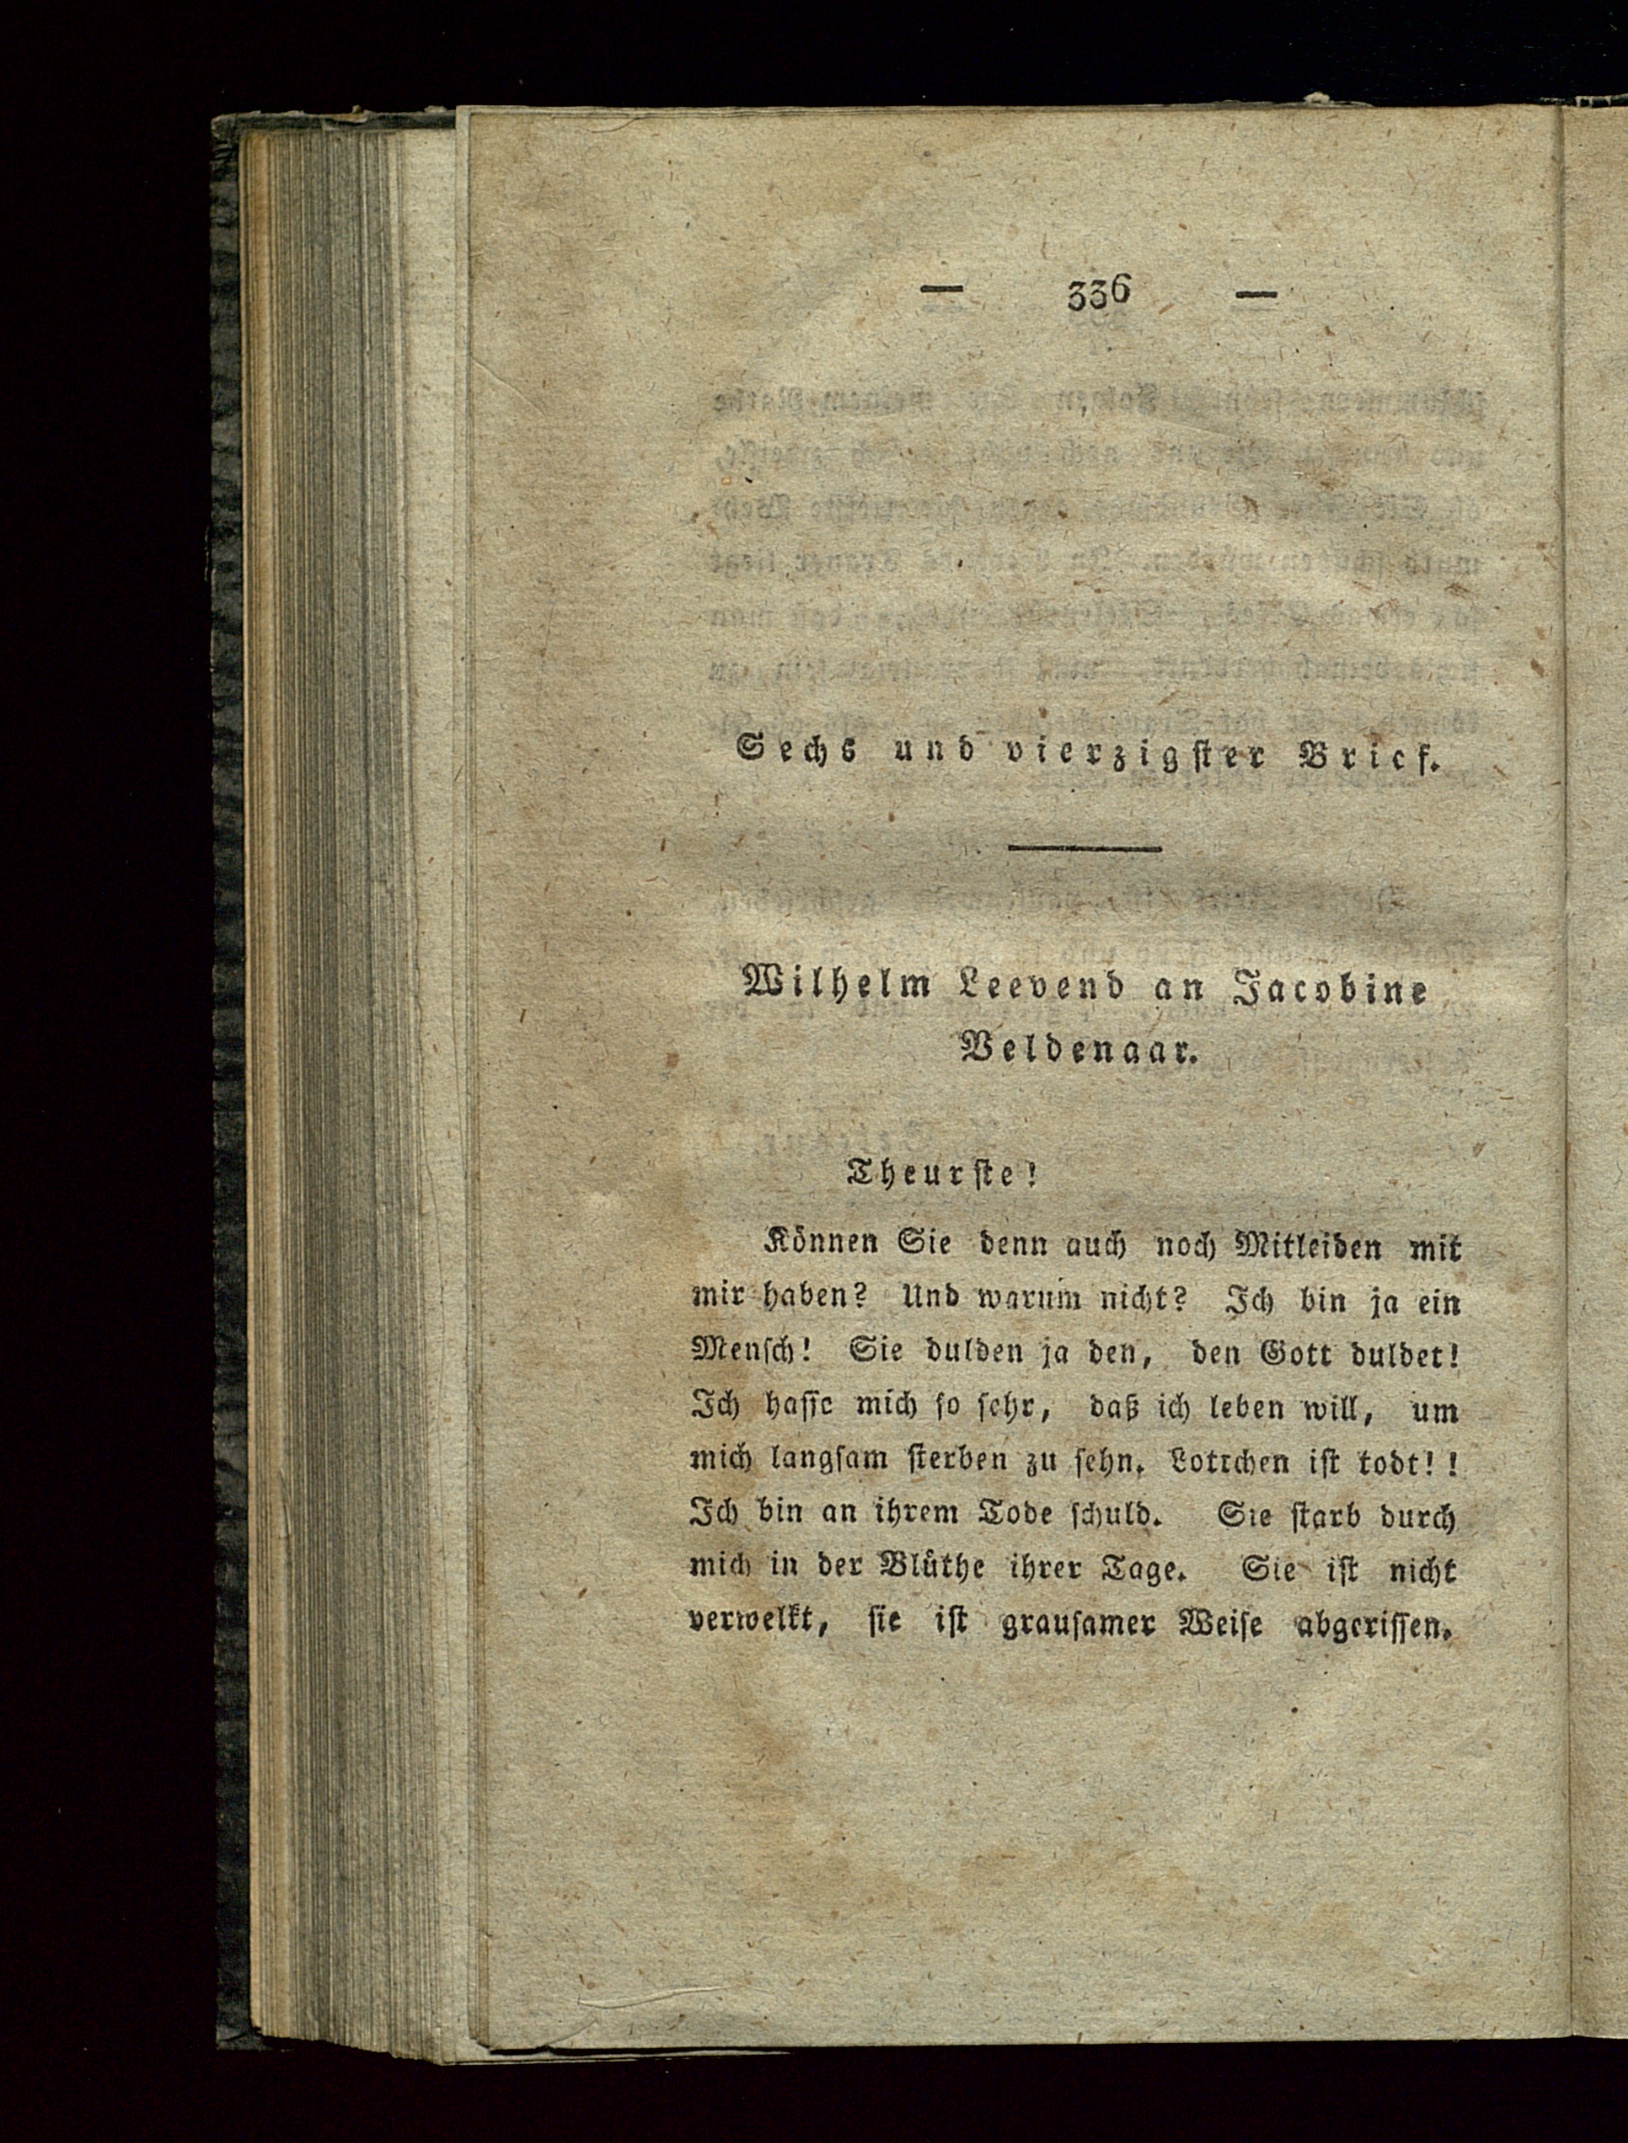 — 336 —
Sechs und vierzigster Brief.
Wilhelm Leevend an Jacobine
Veldenaar.
Theurste!
Können Sie denn auch noch Mitleiden mit
mir haben? Und warum nicht? Ich bin ja ein
Mensch! Sie dulden ja den, den Gott duldet!
Ich hasse mich so sehr, daß ich leben will, um
mich langsam sterben zu sehn. Lottchen ist todt!!
Ich bin an ihrem Tode schuld. Sie starb durch
mich in der Blüthe ihrer Tage. Sie ist nicht
verwelkt, sie ist grausamer Weise abgerissen.